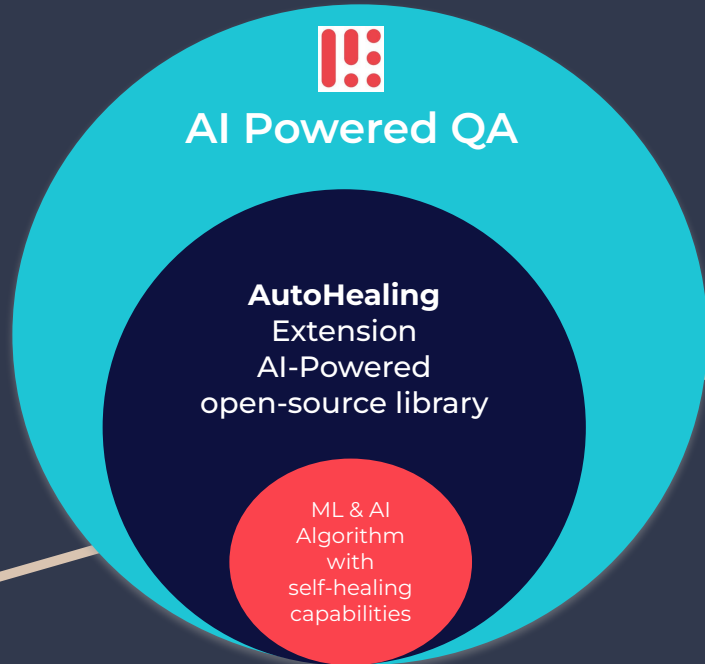 AI Powered QA
AutoHealing
Extension
AI-Powered
open-source library
ML & AI
Algorithm
with
self-healing
capabilities